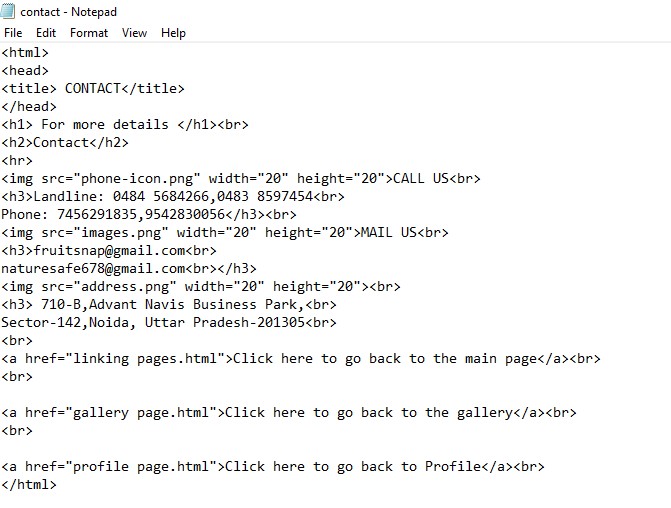 contact - Notepad
File Edit Format View Help
<html>
<head>
<title> CONTACT</title>
</head>
<h1> For more details </h1><br>
<h2>Contact</h2>
<hr>
<img src="phone-icon.png" width="20" height="20">CALL US<br>
<h3>Landline: 0484 5684266,0483 8597454<br>
Phone: 7456291835,9542830056</h3><br>
<img src="images.png" width="20" height="20">MAIL US<br>
<h3>fruitsnap@gmail.com<br>
naturesafe678@gmail.com<br></h3>
<img src="address.png" width="20" height="20"><br>
<h3> 710-B,Advant Navis Business Park,<br>
Sector-142,Noida, Uttar Pradesh-201305<br>
<br>
<a href="linking pages.html">Click here to go back to the main page</a><br>
<br>
<a href="gallery page.html">Click here to go back to the gallery</a><br>
<br>
<a href="profile page.html">Click here to go back to Profile</a><br>
</html>